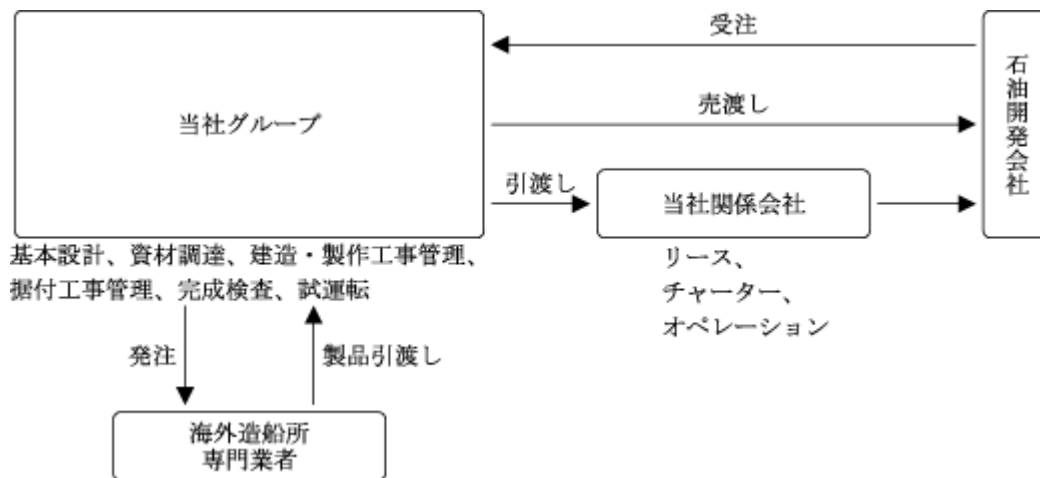 受注
石油開発会社
当社グループ
売渡し
引渡し
当社関係会社
基本設計、資材調達、建造・製作工事管理、
据付工事管理、完成検査、試運転
リース、
チャーター、
オペレーション
発注
製品引渡し
海外造船所
専門業者